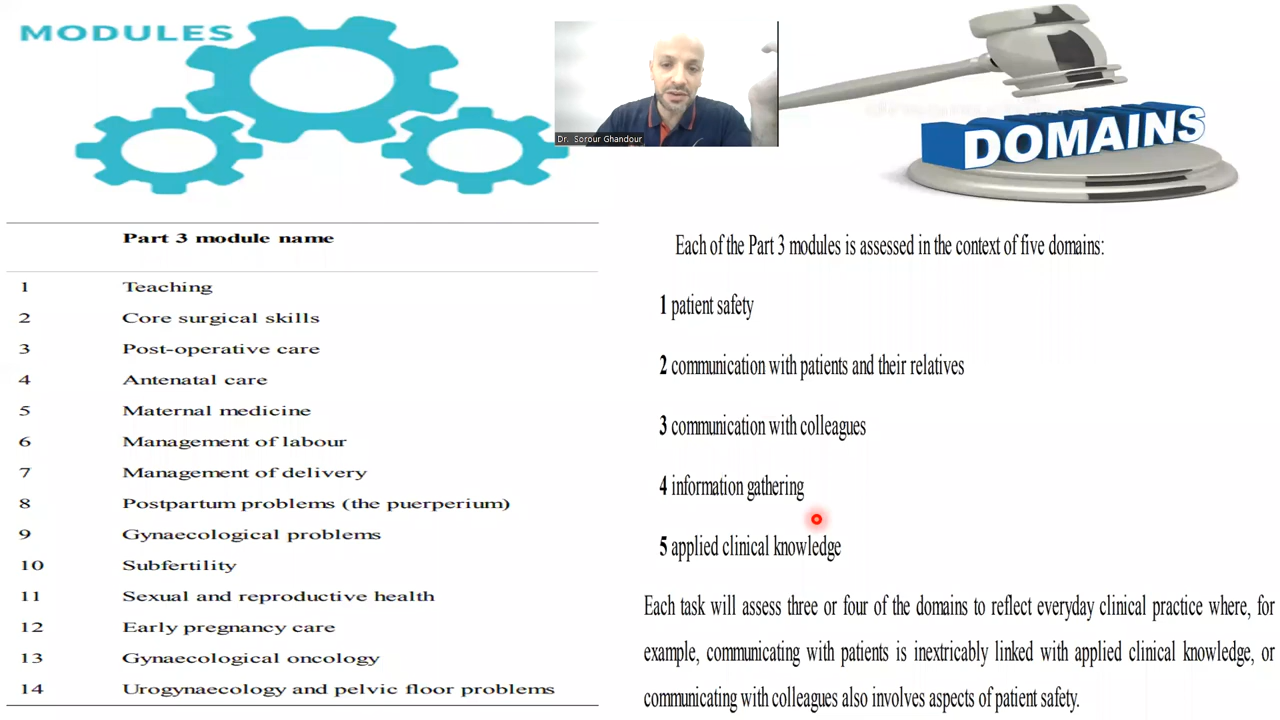 MODULES
Dr. Sorour Ghandour
DOMAINS
Part 3 module name
1 Teaching
2 Core surgical skills
3 Post-operative care
4 Antenatal care
5 Maternal medicine
6 Management of labour
7 Management of delivery
8 Postpartum problems (the puerperium)
9 Gynaecological problems
10 Subfertility
11 Sexual and reproductive health
12 Early pregnancy care
13 Gynaecological oncology
14 Urogynaecology and pelvic floor problems
Each of the Part 3 modules is assessed in the context of five domains:
1 patient safety
2 communication with patients and their relatives
3 communication with colleagues
4 information gathering
5 applied clinical knowledge
Each task will assess three or four of the domains to reflect everyday clinical practice where, for
example, communicating with patients is inextricably linked with applied clinical knowledge, or
communicating with colleagues also involves aspects of patient safety.